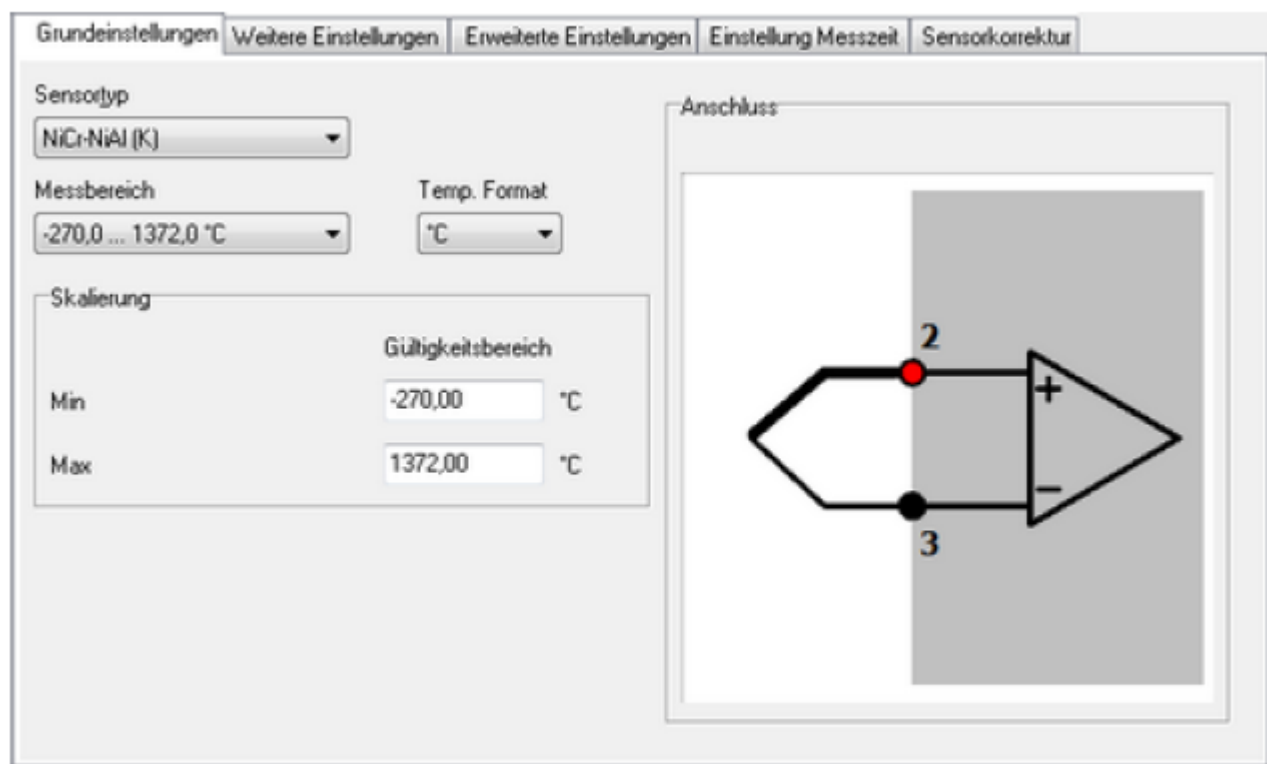 Grundeinstellungen Weitere Einstellungen Erweiterte Einstellungen Einstellung Messzeit Sensorkorrektur
Sensortyp
NiCr-NiAl (K)
Messbereich Temp. Format
-270,0 ... 1372,0 °C °C
Skalierung
Gültigkeitsbereich
Min -270,00 °C
Max 1372,00 °C
Anschluss
2
+
−
3